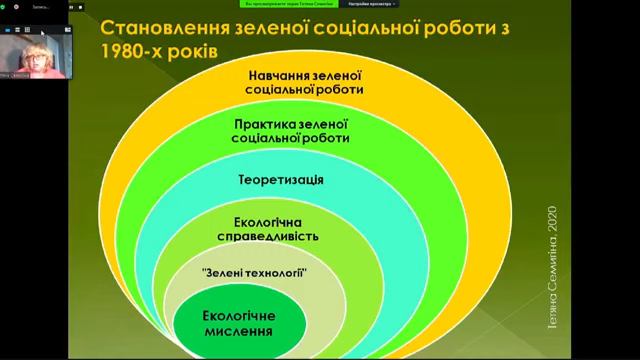 Становлення зеленої соціальної роботи з
1980-х років
Навчання зеленої
соціальної роботи
Практика зеленої
соціальної роботи
Теоретизація
Екологічна
справедливість
"Зелені технології"
Екологічне
мислення
Тетяна Семигіна, 2020